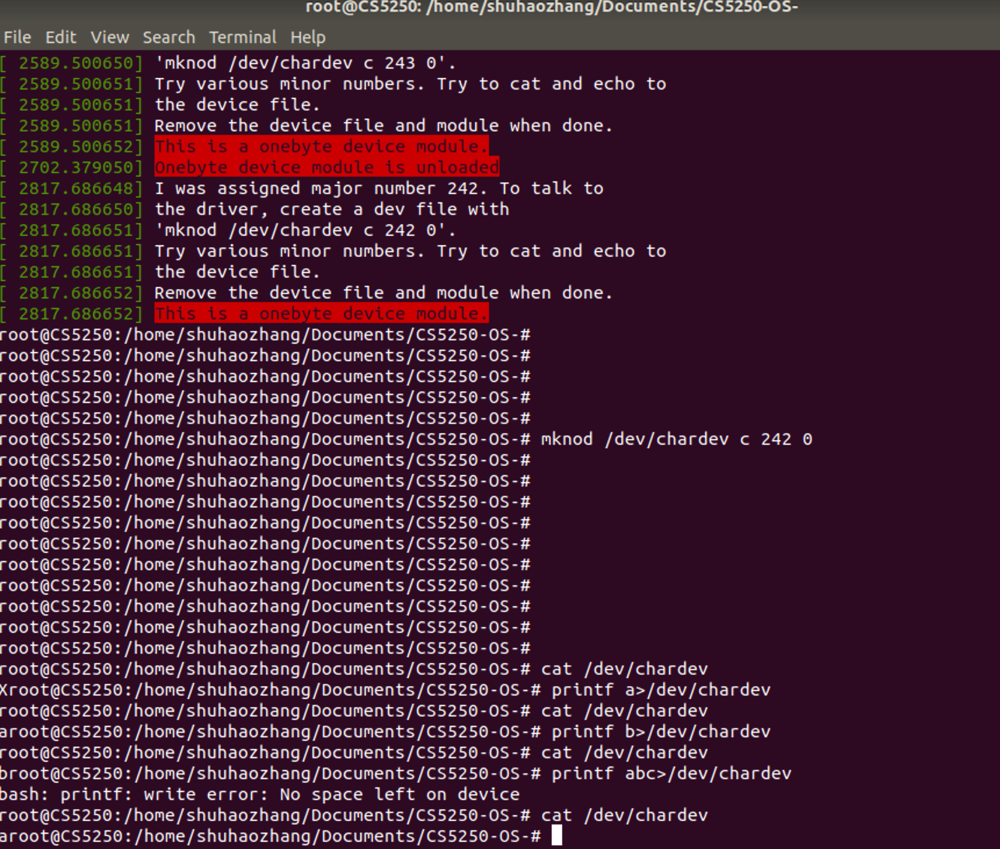 root@CS5250: /home/shuhaozhang/Documents/CS5250-OS-
File Edit View Search Terminal Help
[ 2589.500650] 'mknod /dev/chardev c 243 0'.
[ 2589.500651] Try various minor numbers. Try to cat and echo to
[ 2589.500651] the device file.
[ 2589.500651] Remove the device file and module when done.
[ 2589.500652] This is a onebyte device module.
[ 2702.379050] Onebyte device module is unloaded
[ 2817.686648] I was assigned major number 242. To talk to
[ 2817.686650] the driver, create a dev file with
[ 2817.686651] 'mknod /dev/chardev c 242 0'.
[ 2817.686651] Try various minor numbers. Try to cat and echo to
[ 2817.686651] the device file.
[ 2817.686652] Remove the device file and module when done.
[ 2817.686652] This is a onebyte device module.
root@CS5250:/home/shuhaozhang/Documents/CS5250-OS-#
root@CS5250:/home/shuhaozhang/Documents/CS5250-OS-#
root@CS5250:/home/shuhaozhang/Documents/CS5250-OS-#
root@CS5250:/home/shuhaozhang/Documents/CS5250-OS-#
root@CS5250:/home/shuhaozhang/Documents/CS5250-OS-#
root@CS5250:/home/shuhaozhang/Documents/CS5250-OS-# mknod /dev/chardev c 242 0
root@CS5250:/home/shuhaozhang/Documents/CS5250-OS-#
root@CS5250:/home/shuhaozhang/Documents/CS5250-OS-#
root@CS5250:/home/shuhaozhang/Documents/CS5250-OS-#
root@CS5250:/home/shuhaozhang/Documents/CS5250-OS-#
root@CS5250:/home/shuhaozhang/Documents/CS5250-OS-#
root@CS5250:/home/shuhaozhang/Documents/CS5250-OS-#
root@CS5250:/home/shuhaozhang/Documents/CS5250-OS-#
root@CS5250:/home/shuhaozhang/Documents/CS5250-OS-#
root@CS5250:/home/shuhaozhang/Documents/CS5250-OS-#
root@CS5250:/home/shuhaozhang/Documents/CS5250-OS-#
root@CS5250:/home/shuhaozhang/Documents/CS5250-OS-# cat /dev/chardev
Xroot@CS5250:/home/shuhaozhang/Documents/CS5250-OS-# printf a>/dev/chardev
root@CS5250:/home/shuhaozhang/Documents/CS5250-OS-# cat /dev/chardev
aroot@CS5250:/home/shuhaozhang/Documents/CS5250-OS-# printf b>/dev/chardev
root@CS5250:/home/shuhaozhang/Documents/CS5250-OS-# cat /dev/chardev
broot@CS5250:/home/shuhaozhang/Documents/CS5250-OS-# printf abc>/dev/chardev
bash: printf: write error: No space left on device
root@CS5250:/home/shuhaozhang/Documents/CS5250-OS-# cat /dev/chardev
aroot@CS5250:/home/shuhaozhang/Documents/CS5250-OS-#